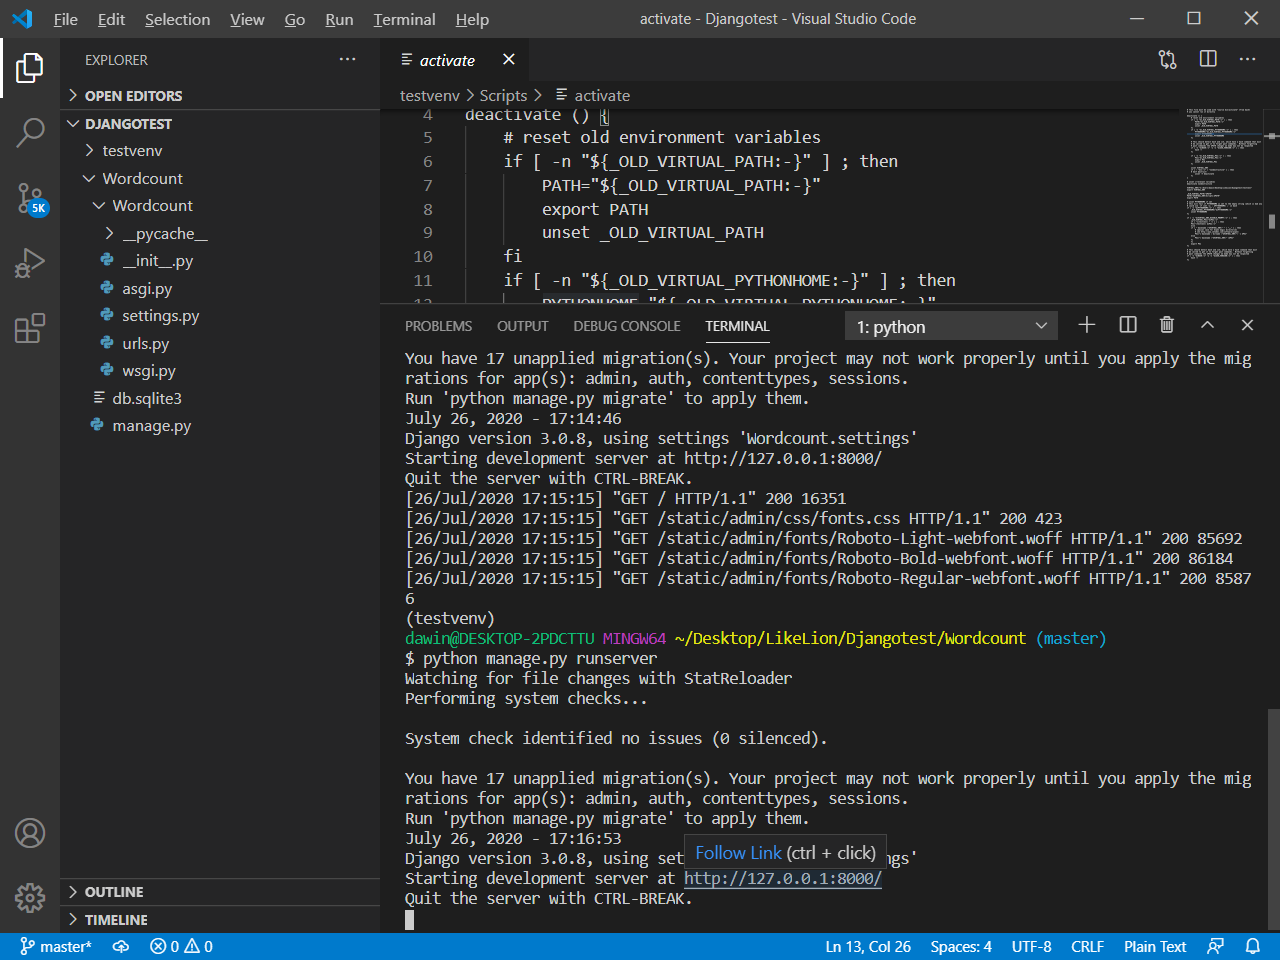 File Edit Selection View Go Run Terminal Help
activate - Djangotest - Visual Studio Code
EXPLORER
OPEN EDITORS
DJANGOTEST
testvenv
Wordcount
Wordcount
__pycache__
__init__.py
asgi.py
settings.py
urls.py
wsgi.py
db.sqlite3
manage.py
OUTLINE
TIMELINE
5K
activate
testvenv > Scripts > activate
4 deactivate () {
5 # reset old environment variables
6 if [ -n "${_OLD_VIRTUAL_PATH:-}" ] ; then
7 PATH="${_OLD_VIRTUAL_PATH:-}"
8 export PATH
9 unset _OLD_VIRTUAL_PATH
10 fi
11 if [ -n "${_OLD_VIRTUAL_PYTHONHOME:-}" ] ; then
12 PYTHONHOME="${_OLD_VIRTUAL_PYTHONHOME:-}"
PROBLEMS OUTPUT DEBUG CONSOLE TERMINAL
1: python
You have 17 unapplied migration(s). Your project may not work properly until you apply the mig
rations for app(s): admin, auth, contenttypes, sessions.
Run 'python manage.py migrate' to apply them.
July 26, 2020 - 17:14:46
Django version 3.0.8, using settings 'Wordcount.settings'
Starting development server at http://127.0.0.1:8000/
Quit the server with CTRL-BREAK.
[26/Jul/2020 17:15:15] "GET / HTTP/1.1" 200 16351
[26/Jul/2020 17:15:15] "GET /static/admin/css/fonts.css HTTP/1.1" 200 423
[26/Jul/2020 17:15:15] "GET /static/admin/fonts/Roboto-Light-webfont.woff HTTP/1.1" 200 85692
[26/Jul/2020 17:15:15] "GET /static/admin/fonts/Roboto-Bold-webfont.woff HTTP/1.1" 200 86184
[26/Jul/2020 17:15:15] "GET /static/admin/fonts/Roboto-Regular-webfont.woff HTTP/1.1" 200 8587
6
(testvenv)
dawin@DESKTOP-2PDCTTU MINGW64 ~/Desktop/LikeLion/Djangotest/Wordcount (master)
$ python manage.py runserver
Watching for file changes with StatReloader
Performing system checks...
System check identified no issues (0 silenced).
You have 17 unapplied migration(s). Your project may not work properly until you apply the mig
rations for app(s): admin, auth, contenttypes, sessions.
Run 'python manage.py migrate' to apply them.
July 26, 2020 - 17:16:53
Follow Link (ctrl + click)
Django version 3.0.8, using set ngs'
Starting development server at http://127.0.0.1:8000/
Quit the server with CTRL-BREAK.
master* 0 0 Ln 13, Col 26 Spaces: 4 UTF-8 CRLF Plain Text